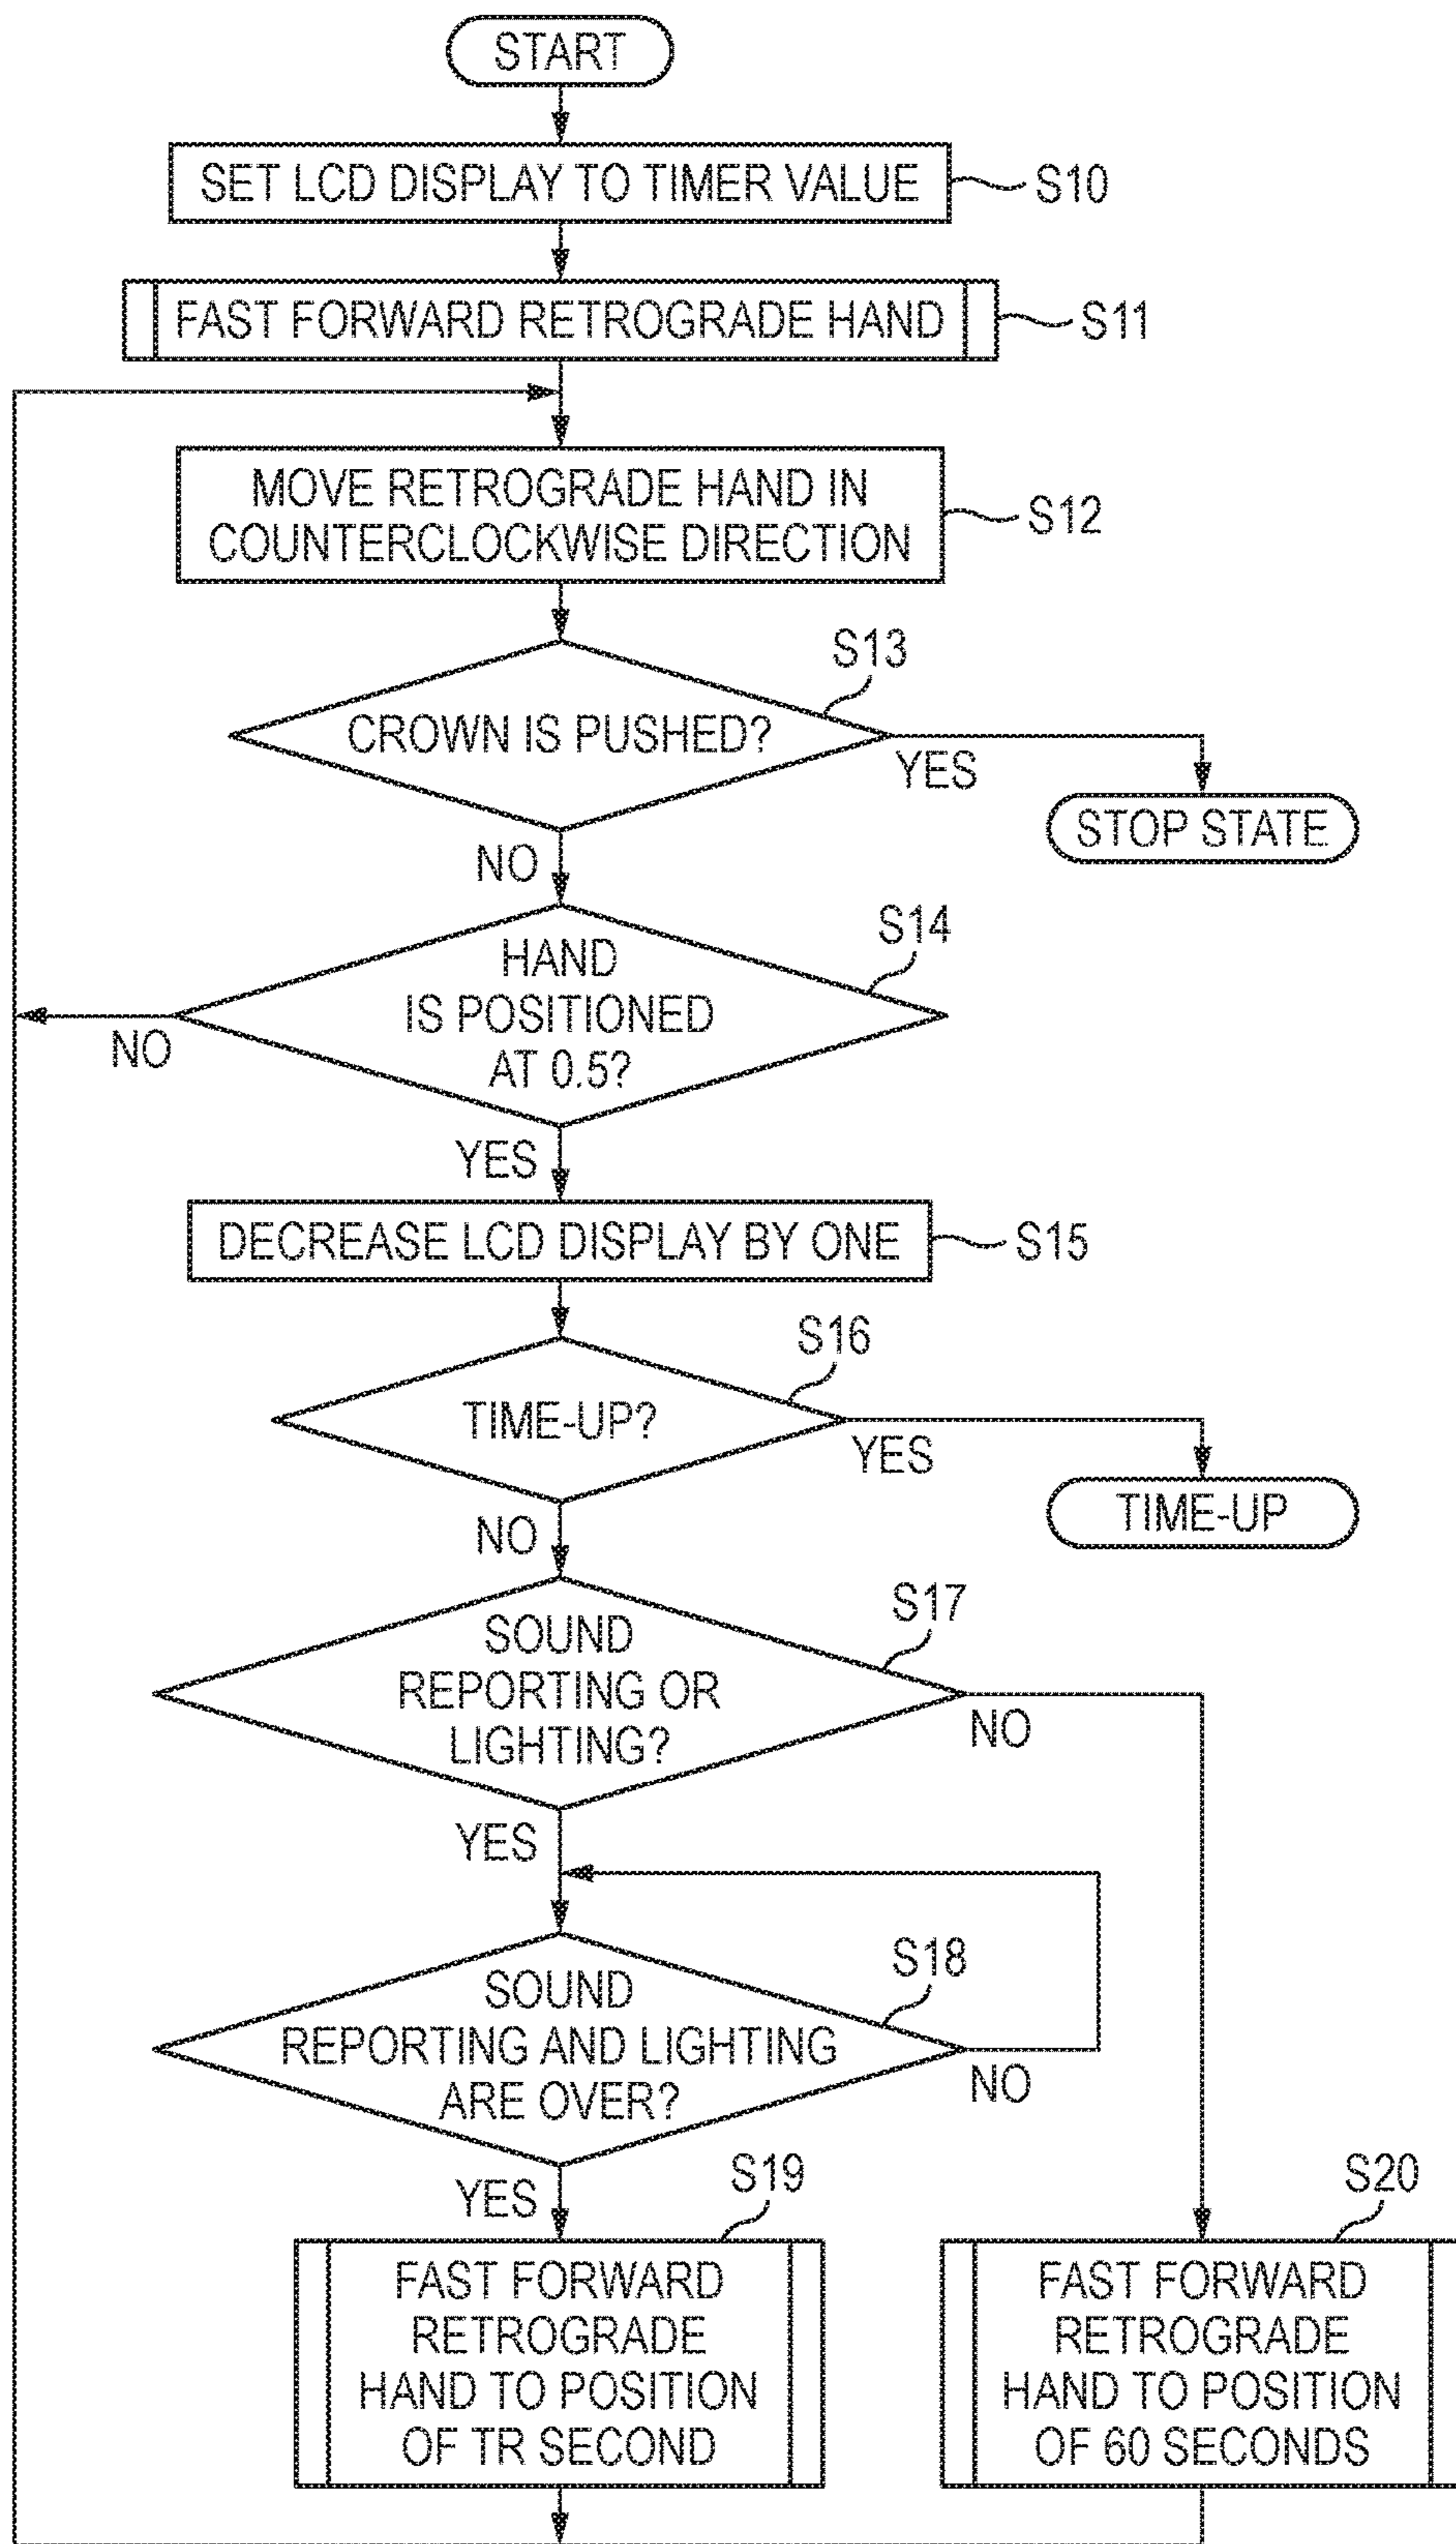 START
SET LCD DISPLAY TO TIMER VALUE
S10
FAST FORWARD RETROGRADE HAND
S11
MOVE RETROGRADE HAND IN
COUNTERCLOCKWISE DIRECTION
S12
S13
CROWN IS PUSHED?
YES
STOP STATE
NO
S14
HAND
IS POSITIONED
AT 0.5?
NO
YES
DECREASE LCD DISPLAY BY ONE
S15
S16
TIME-UP?
YES
TIME-UP
NO
S17
SOUND
REPORTING OR
LIGHTING?
NO
YES
S18
SOUND
REPORTING AND LIGHTING
ARE OVER?
NO
YES
S19
FAST FORWARD
RETROGRADE
HAND TO POSITION
OF TR SECOND
S20
FAST FORWARD
RETROGRADE
HAND TO POSITION
OF 60 SECONDS